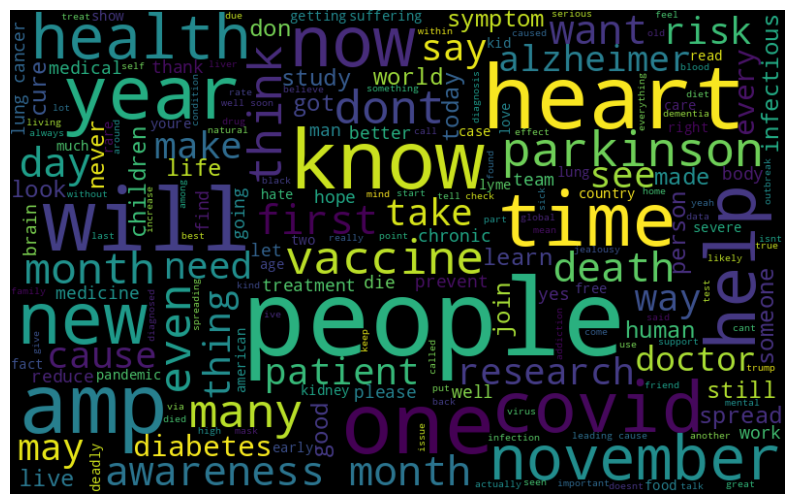 getting suffering
treat show due self liver
symptom
within serious caused feel old
health now say want risk
don kid read blood
lung cancer medical thank
year think study world heart alzheimer every infectious
cure rate well soon believe something
condition living lot
got dont today love diagnosis diet everything dementia
youre man better call case effect care right
always much around natural drug
never make know parkinson
day children life look
black mind start tell check lyme team see made lung body
hate hope found sick outbreak yeah
without among
will find first take time country person help
brain increase going last best really part point global mean home data
month need let two age chronic vaccine learn death severe isnt true likely
kind jealousy
medicine treatment die prevent join yes free way someone
family diagnosed spreading
new even thing people human
give live american keep called come said use support test cant
cause patient research doctor
fact reduce pandemic kidney please well addiction trump
via put back friend still
amp many one covid spread
died high mask good issue virus mental
may diabetes early infection leading cause another work
live deadly awareness month november
actually seen important doesnt food talk great